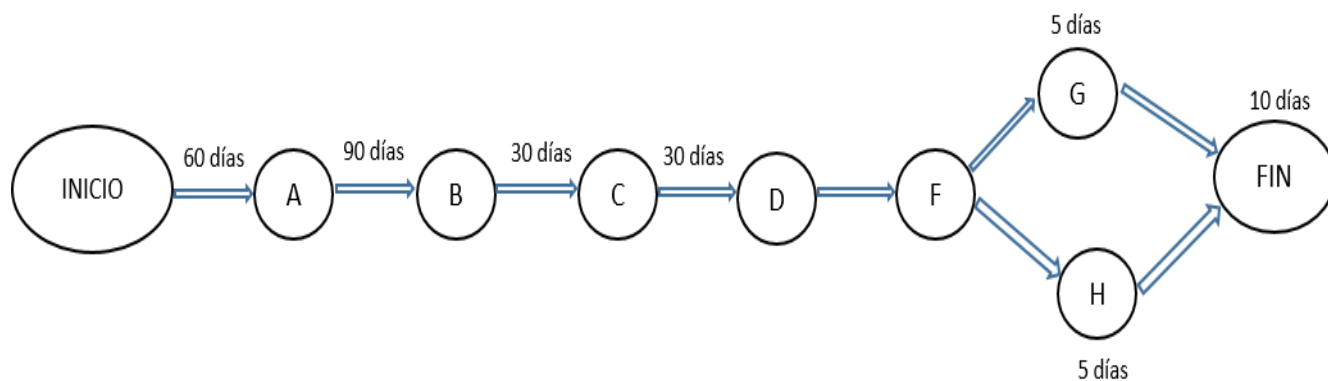 INICIO
60 días
A
90 días
B
30 días
C
30 días
D
F
5 días
G
H
5 días
10 días
FIN